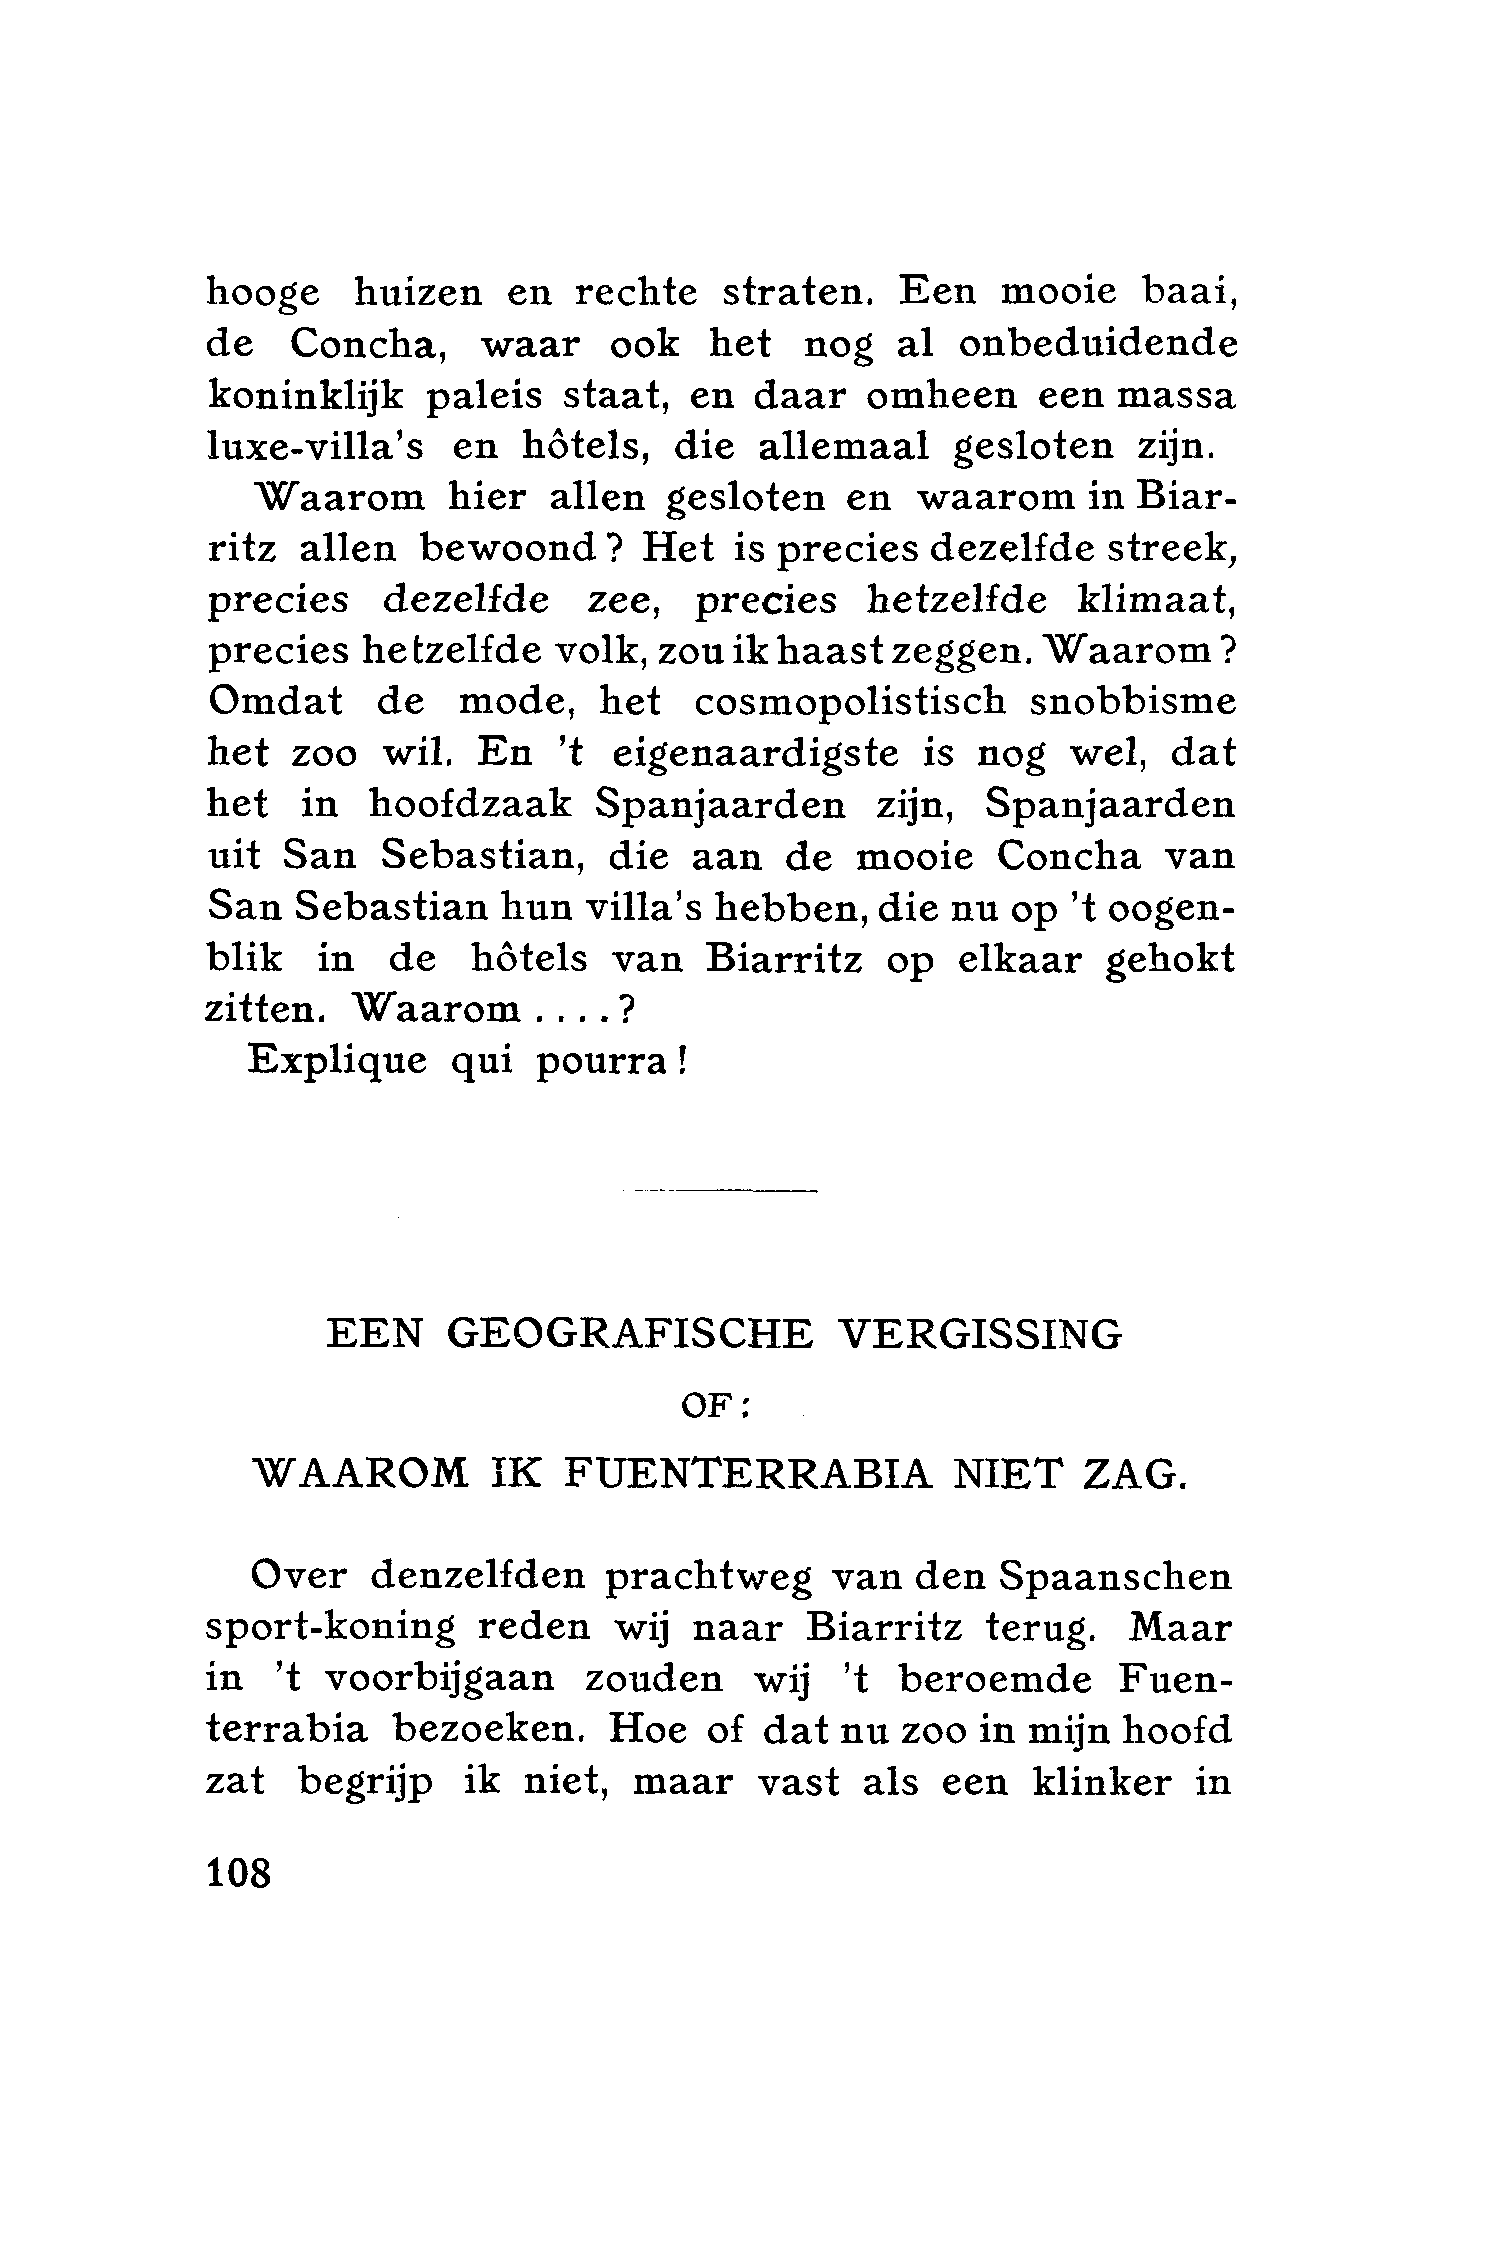 hooge huizen en rechte straten. Een mooie baai,
de Concha, waar ook het nog al onbeduidende
koninklijk paleis staat, en daar omheen een massa
luxe-villa's en hôtels, die allemaal gesloten zijn.
Waarom hier allen gesloten en waarom in Biar-
ritz allen bewoond? Het is precies dezelfde streek,
precies dezelfde zee, precies hetzelfde klimaat,
precies hetzelfde volk, zou ik haast zeggen. Waarom?
Omdat de mode, het cosmopolistisch snobbisme
het zoo wil. En 't eigenaardigste is nog wel, dat
het in hoofdzaak Spanjaarden zijn, Spanjaarden
uit San Sebastian, die aan de mooie Concha van
San Sebastian hun villa's hebben, die nu op 't oogen-
blik in de hôtels van Biarritz op elkaar gehokt
zitten. Waarom ....?
Explique qui pourra!
EEN GEOGRAFISCHE VERGISSING
OF:
WAAROM IK FUENTERRABIA NIET ZAG.
Over denzelfden prachtweg van den Spaanschen
sport-koning reden wij naar Biarritz terug. Maar
in 't voorbijgaan zouden wij 't beroemde Fuen-
terrabia bezoeken. Hoe of dat nu zoo in mijn hoofd
zat begrijp ik niet, maar vast als een klinker in
108